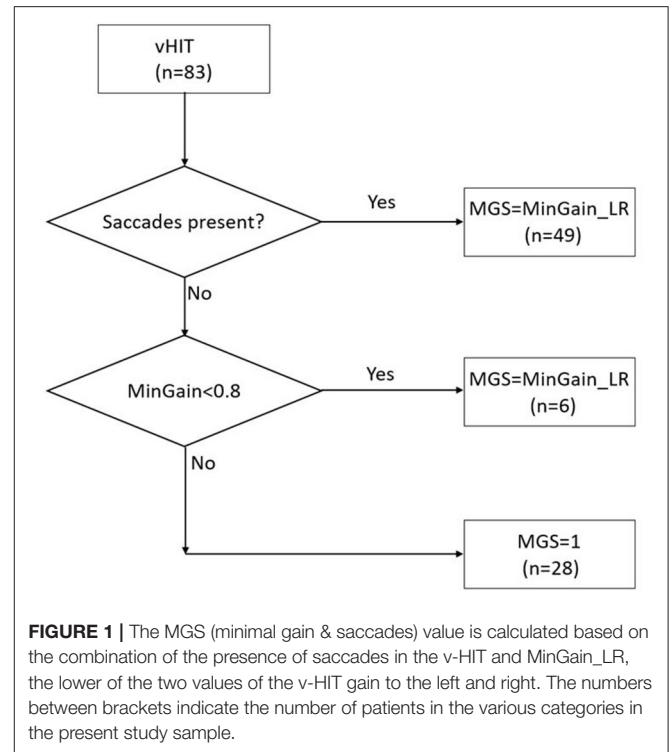 vHIT
(n=83)
Saccades present?
Yes
MGS=MinGain_LR
(n=49)
No
MinGain<0.8
Yes
MGS=MinGain_LR
(n=6)
No
MGS=1
(n=28)
FIGURE 1 | The MGS (minimal gain & saccades) value is calculated based on
the combination of the presence of saccades in the v-HIT and MinGain_LR,
the lower of the two values of the v-HIT gain to the left and right. The numbers
between brackets indicate the number of patients in the various categories in
the present study sample.